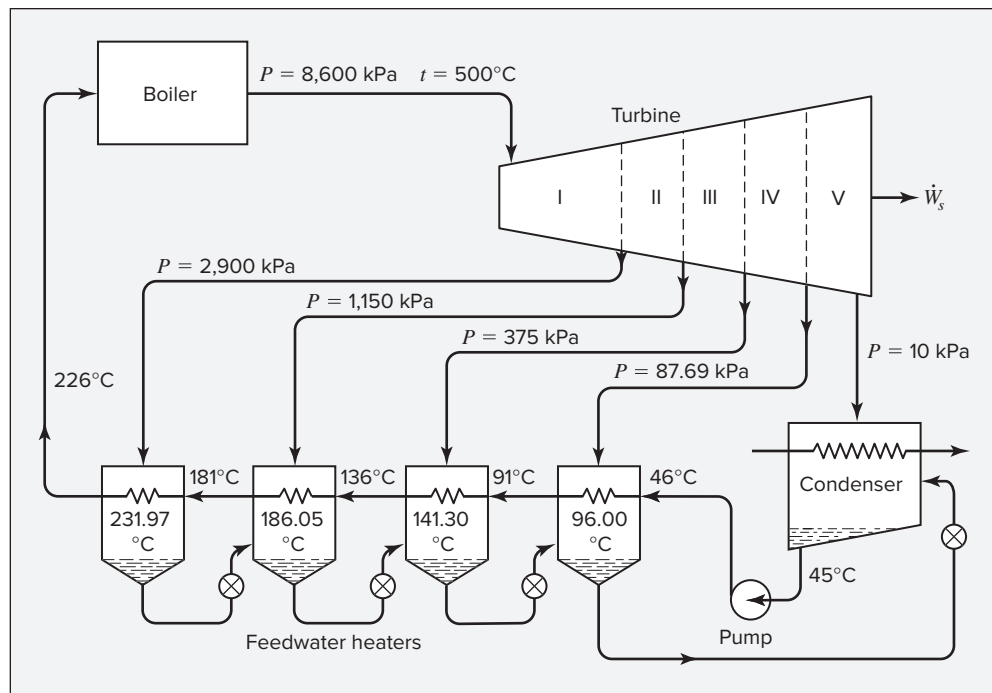 P = 8,600 kPa t = 500°C
Boiler
Turbine
I
II
III
IV
V
Ẇs
P = 2,900 kPa
P = 1,150 kPa
P = 375 kPa
P = 87.69 kPa
P = 10 kPa
226°C
181°C
136°C
91°C
46°C
Condenser
231.97
°C
186.05
°C
141.30
°C
96.00
°C
45°C
Feedwater heaters
Pump